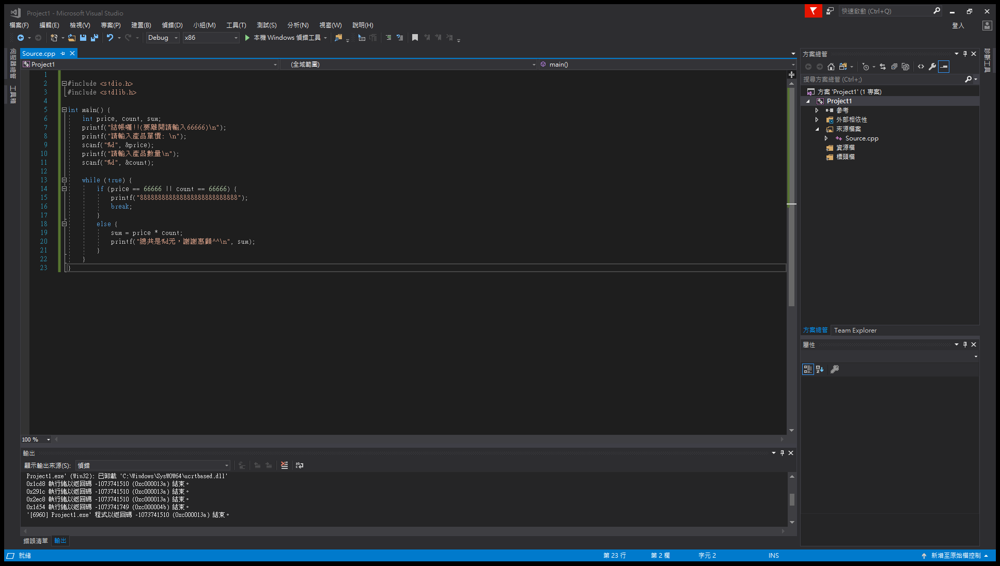 Project1 - Microsoft Visual Studio
快速啟動 (Ctrl+Q)
檔案(F) 編輯(E) 檢視(V) 專案(P) 建置(B) 偵錯(D) 小組(M) 工具(T) 測試(S) 分析(N) 視窗(W) 說明(H)
登入
Debug x86 本機 Windows 偵錯工具
伺服器總管
工具箱
Source.cpp
Project1 (全域範圍) main()
1
2 #include <stdio.h>
3 #include <stdlib.h>
4
5 int main() {
6 int price, count, sum;
7 printf("結帳囉!!(要離開請輸入66666)\n");
8 printf("請輸入產品單價: \n");
9 scanf("%d", &price);
10 printf("請輸入產品數量\n");
11 scanf("%d", &count);
12
13 while (true) {
14 if (price == 66666 || count == 66666) {
15 printf("888888888888888888888888888");
16 break;
17 }
18 else {
19 sum = price * count;
20 printf("總共是%d元，謝謝惠顧^^\n", sum);
21 }
22 }
23 }
100 %
輸出
顯示輸出來源(S): 偵錯
Project1.exe' (Win32): 已卸載 'C:\Windows\SysWOW64\ucrtbased.dll'
0x1cd8 執行緒以返回碼 -1073741510 (0xc000013a) 結束。
0x291c 執行緒以返回碼 -1073741510 (0xc000013a) 結束。
0x2ec8 執行緒以返回碼 -1073741510 (0xc000013a) 結束。
0x1d54 執行緒以返回碼 -1073741749 (0xc000004b) 結束。
'[6960] Project1.exe' 程式以返回碼 -1073741510 (0xc000013a) 結束。
錯誤清單 輸出
方案總管
搜尋方案總管 (Ctrl+;)
方案 'Project1' (1 專案)
Project1
參考
外部相依性
來源檔案
Source.cpp
資源檔
標頭檔
方案總管 Team Explorer
屬性
診斷工具
就緒 第 23 行 第 2 欄 字元 2 INS 新增至原始檔控制